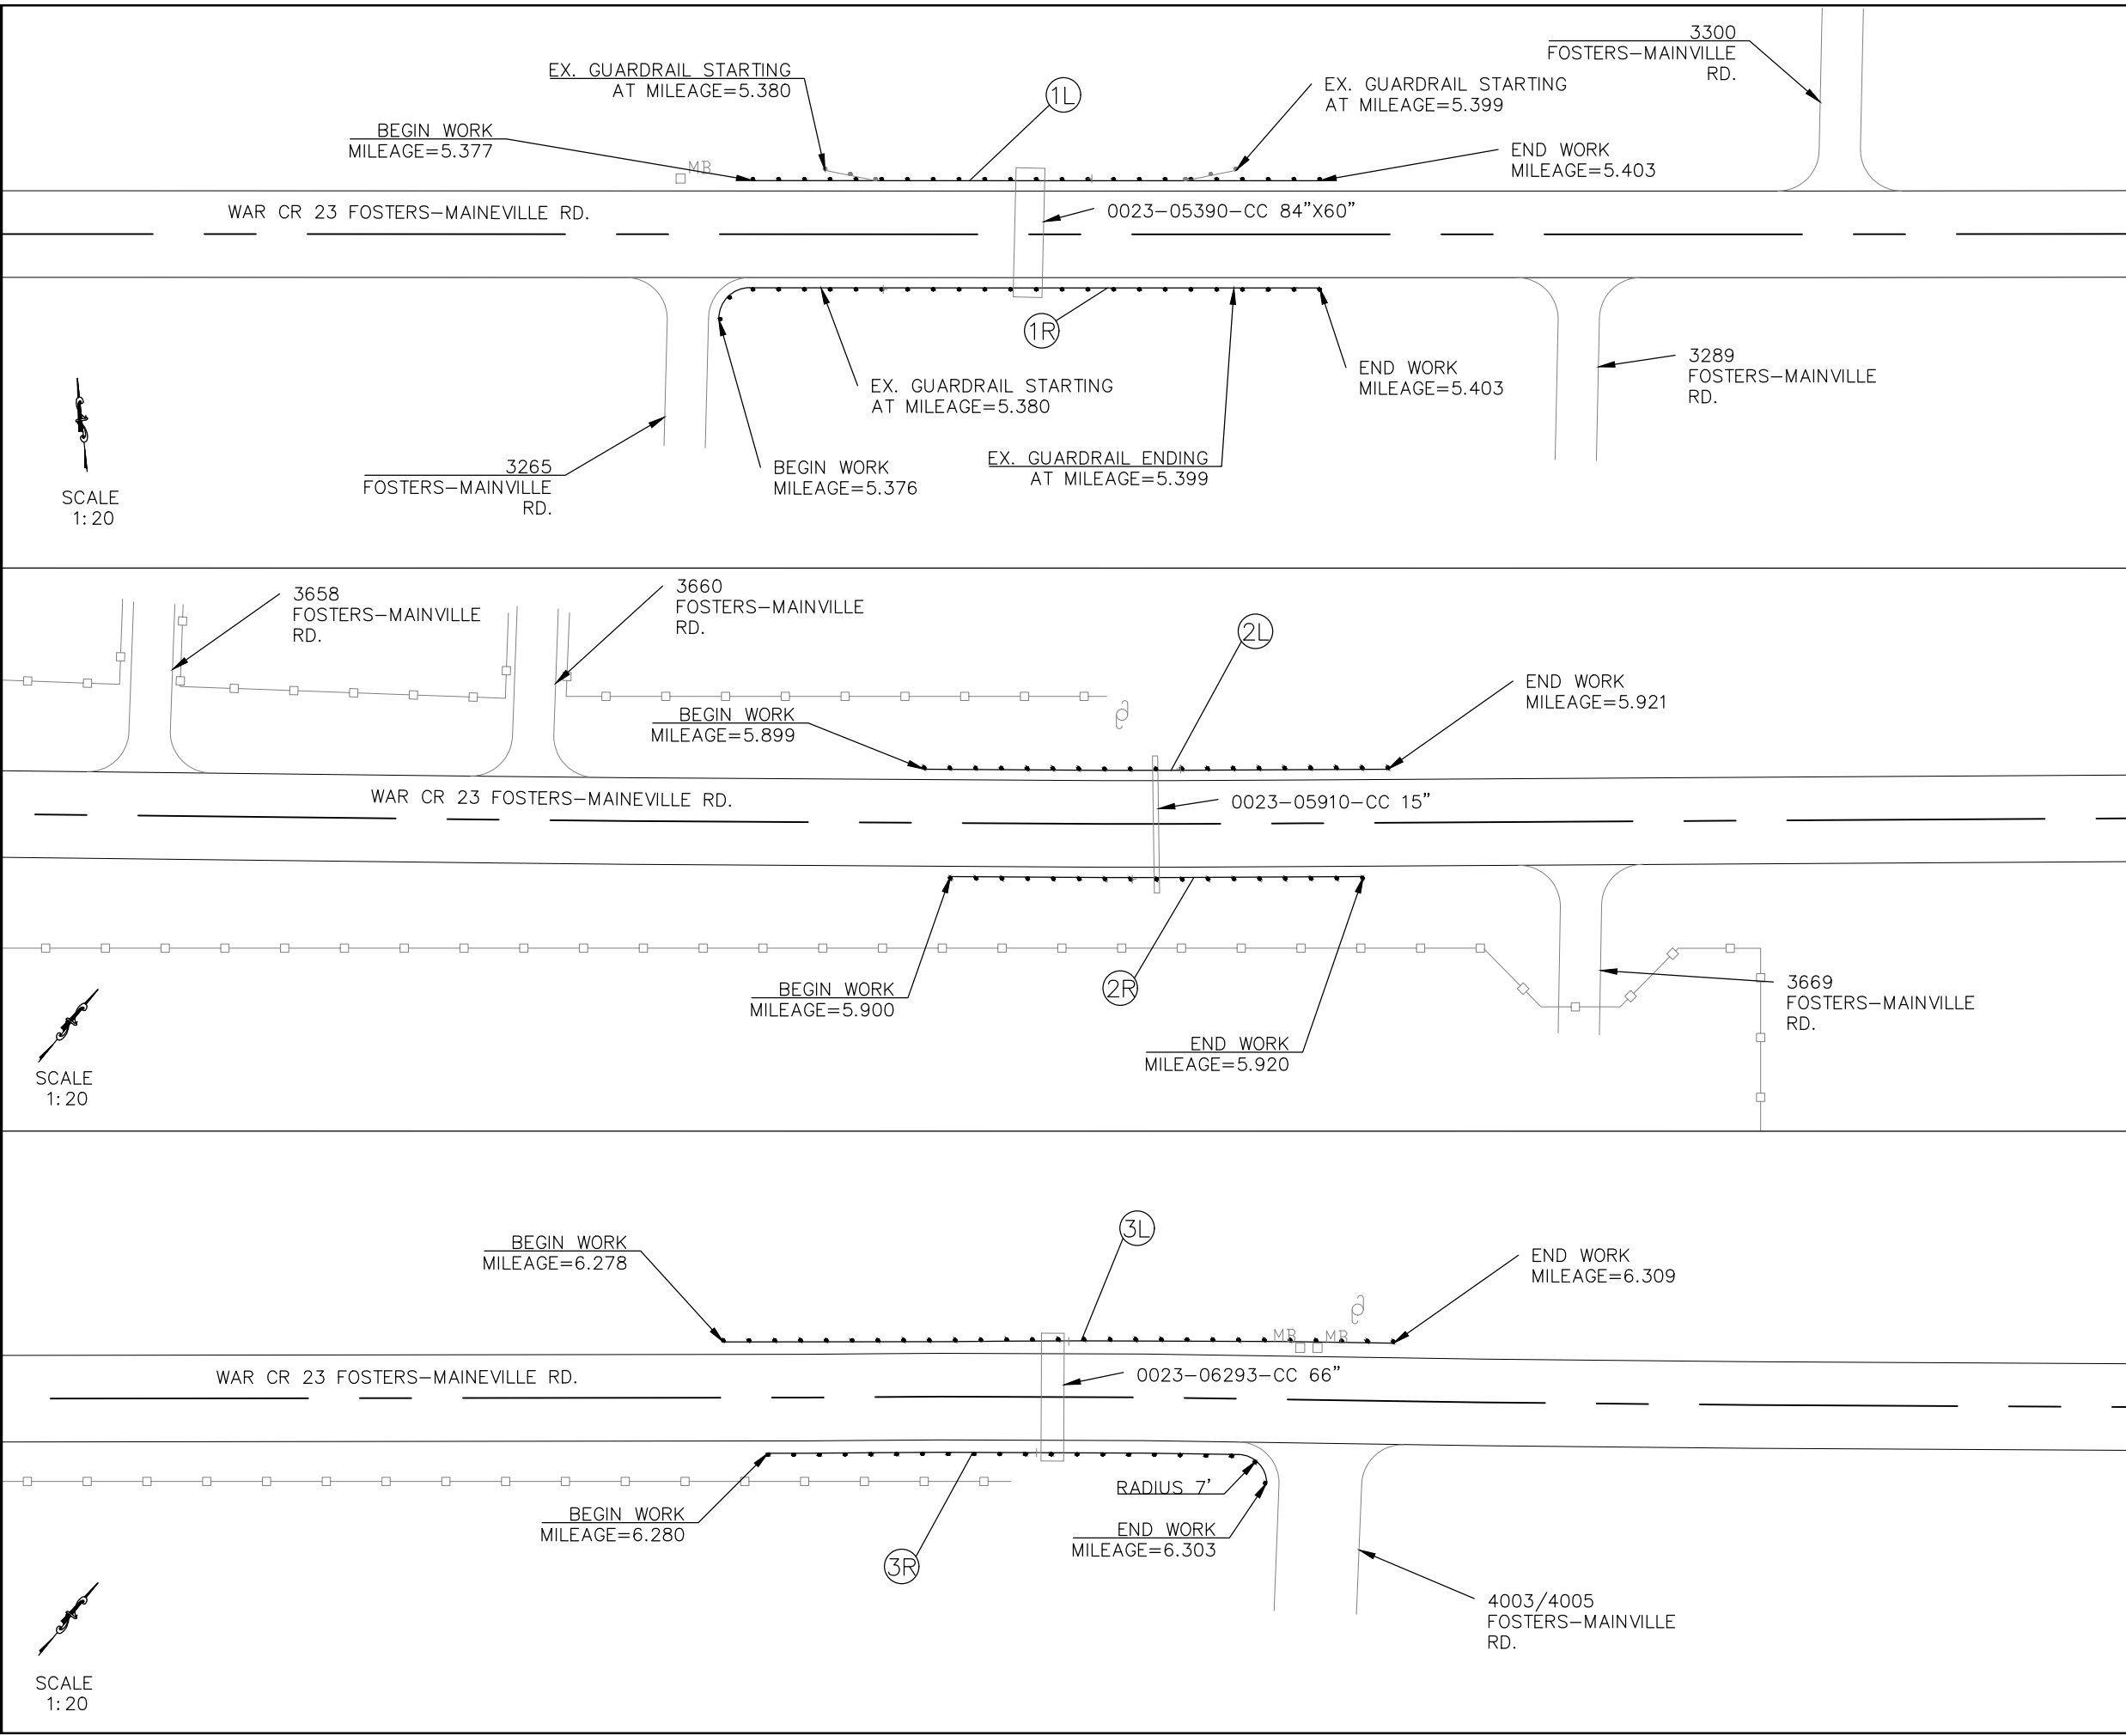 3300
FOSTERS-MAINVILLE
RD.
EX. GUARDRAIL STARTING
AT MILEAGE=5.380
1L
EX. GUARDRAIL STARTING
AT MILEAGE=5.399
BEGIN WORK
MILEAGE=5.377
MB
END WORK
MILEAGE=5.403
WAR CR 23 FOSTERS-MAINEVILLE RD.
0023-05390-CC 84"X60"
1R
EX. GUARDRAIL STARTING
AT MILEAGE=5.380
END WORK
MILEAGE=5.403
3289
FOSTERS-MAINVILLE
RD.
3265
FOSTERS-MAINVILLE
RD.
BEGIN WORK
MILEAGE=5.376
EX. GUARDRAIL ENDING
AT MILEAGE=5.399
SCALE
1:20
3658
FOSTERS-MAINVILLE
RD.
3660
FOSTERS-MAINVILLE
RD.
2L
BEGIN WORK
MILEAGE=5.899
END WORK
MILEAGE=5.921
WAR CR 23 FOSTERS-MAINEVILLE RD.
0023-05910-CC 15"
BEGIN WORK
MILEAGE=5.900
2R
3669
FOSTERS-MAINVILLE
RD.
END WORK
MILEAGE=5.920
SCALE
1:20
3L
BEGIN WORK
MILEAGE=6.278
END WORK
MILEAGE=6.309
MB
MB
WAR CR 23 FOSTERS-MAINEVILLE RD.
0023-06293-CC 66"
RADIUS 7'
BEGIN WORK
MILEAGE=6.280
END WORK
MILEAGE=6.303
3R
4003/4005
FOSTERS-MAINVILLE
RD.
SCALE
1:20